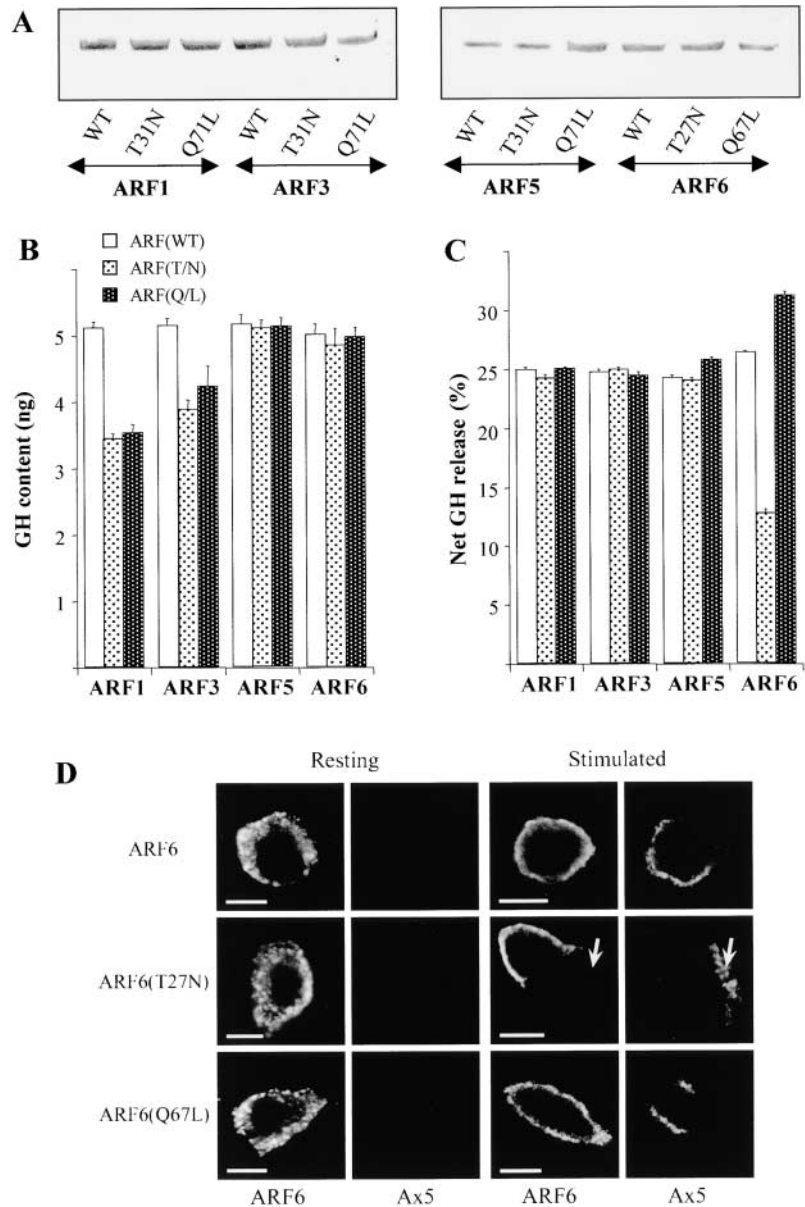 A
WT T31N Q71L WT T31N Q71L
ARF1 ARF3
WT T31N Q71L WT T27N Q67L
ARF5 ARF6
B
ARF(WT)
ARF(T/N)
ARF(Q/L)
GH content (ng)
5
4
3
2
1
ARF1 ARF3 ARF5 ARF6
C
Net GH release (%)
30
25
20
15
10
5
ARF1 ARF3 ARF5 ARF6
D
Resting Stimulated
ARF6
ARF6(T27N)
ARF6(Q67L)
ARF6 Ax5 ARF6 Ax5